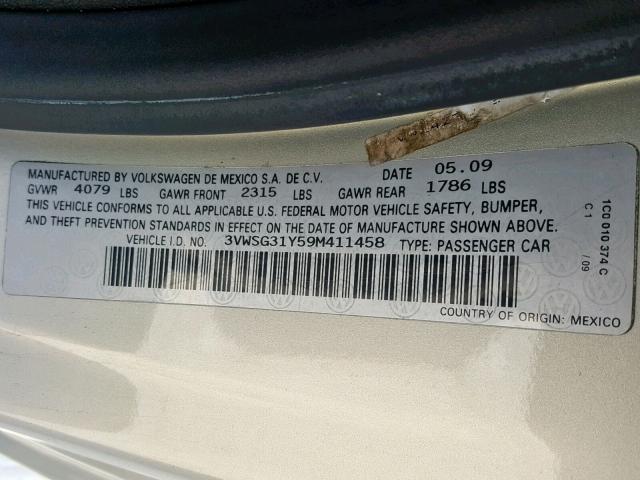 MANUFACTURED BY VOLKSWAGEN DE MEXICO S.A. DE C.V. DATE 05.09
GVWR 4079 LBS GAWR FRONT 2315 LBS GAWR REAR 1786 LBS
THIS VEHICLE CONFORMS TO ALL APPLICABLE U.S. FEDERAL MOTOR VEHICLE SAFETY, BUMPER,
AND THEFT PREVENTION STANDARDS IN EFFECT ON THE DATE OF MANUFACTURE SHOWN ABOVE.
VEHICLE I.D. NO. 3VWSG31Y59M411458 TYPE: PASSENGER CAR
COUNTRY OF ORIGIN: MEXICO
1C0 010 374 C
C 1 / 09